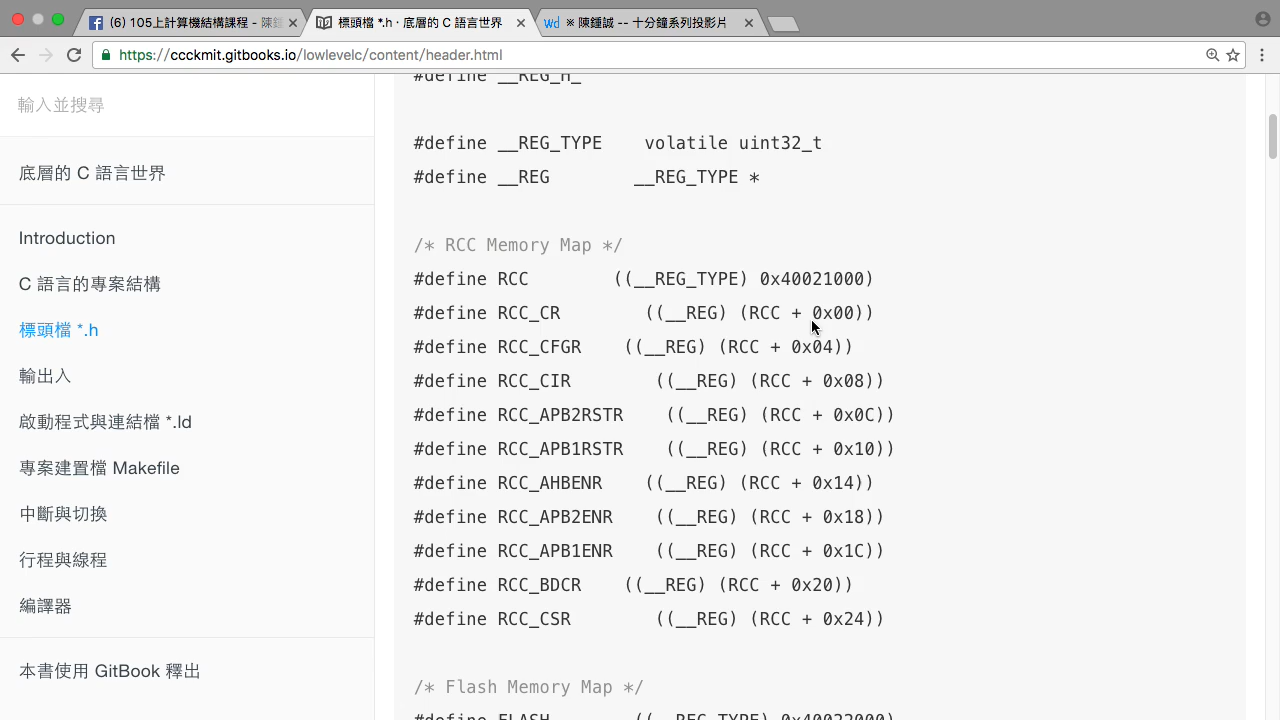 (6) 105上計算機結構課程 - 陳鍾
標頭檔 *.h · 底層的 C 語言世界
Wd ※ 陳鍾誠 -- 十分鐘系列投影片
https://ccckmit.gitbooks.io/lowlevelc/content/header.html
輸入並搜尋
底層的 C 語言世界
Introduction
C 語言的專案結構
標頭檔 *.h
輸出入
啟動程式與連結檔 *.ld
專案建置檔 Makefile
中斷與切換
行程與線程
編譯器
本書使用 GitBook 釋出
#define __REG_H_
#define __REG_TYPE    volatile uint32_t
#define __REG        __REG_TYPE *
/* RCC Memory Map */
#define RCC        ((__REG_TYPE) 0x40021000)
#define RCC_CR        ((__REG) (RCC + 0x00))
#define RCC_CFGR    ((__REG) (RCC + 0x04))
#define RCC_CIR        ((__REG) (RCC + 0x08))
#define RCC_APB2RSTR    ((__REG) (RCC + 0x0C))
#define RCC_APB1RSTR    ((__REG) (RCC + 0x10))
#define RCC_AHBENR    ((__REG) (RCC + 0x14))
#define RCC_APB2ENR    ((__REG) (RCC + 0x18))
#define RCC_APB1ENR    ((__REG) (RCC + 0x1C))
#define RCC_BDCR    ((__REG) (RCC + 0x20))
#define RCC_CSR        ((__REG) (RCC + 0x24))
/* Flash Memory Map */
#define FLASH        ((__REG_TYPE) 0x40022000)